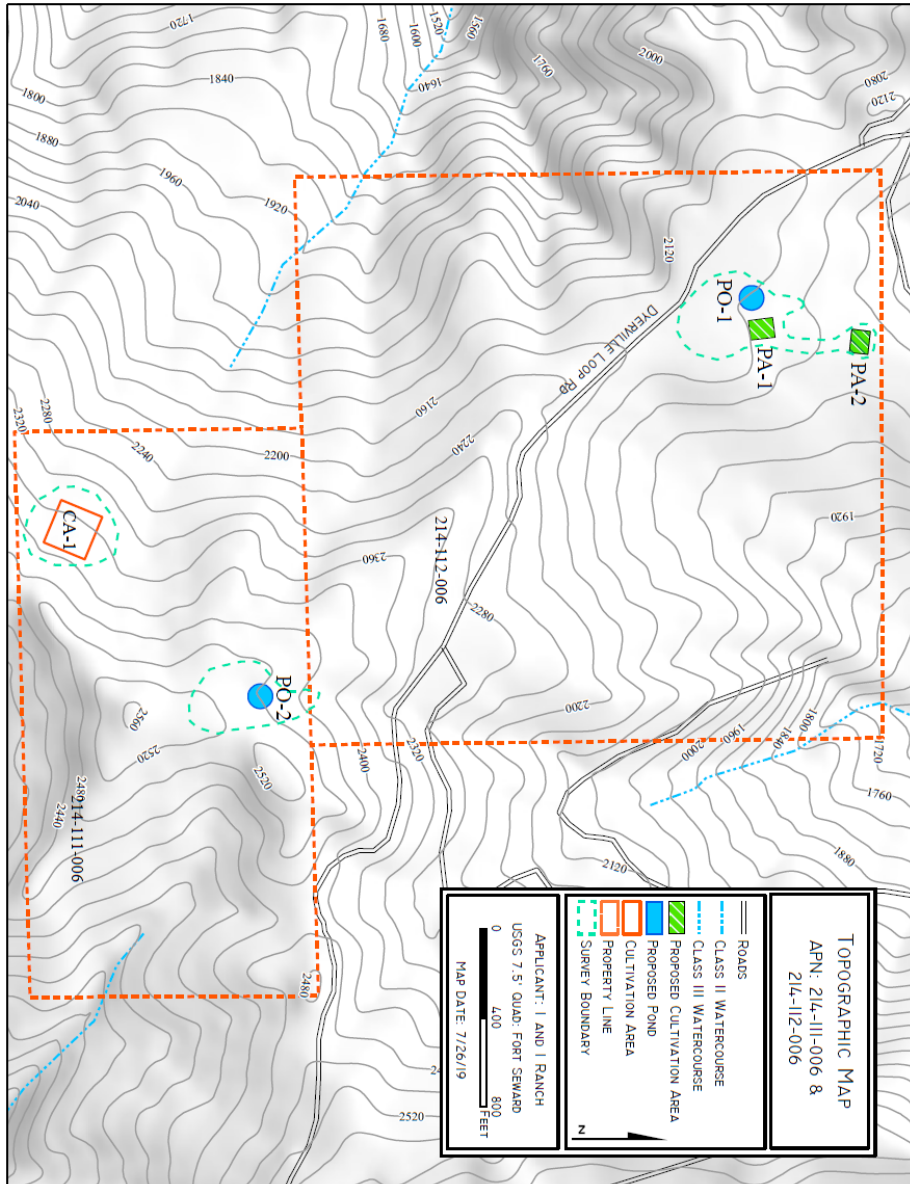 TOPOGRAPHIC MAP
APN: 214-111-006 &
214-112-006
ROADS
CLASS II WATERCOURSE
CLASS III WATERCOURSE
PROPOSED CULTIVATION AREA
PROPOSED POND
CULTIVATION AREA
PROPERTY LINE
SURVEY BOUNDARY
Z
APPLICANT: I AND I RANCH
USGS 7.5' QUAD: FORT SEWARD
0 400 800
FEET
MAP DATE: 7/26/19
PO-1
PA-1
PA-2
DYERVILLE LOOP RD
214-112-006
CA-1
PO-2
214-111-006
1720
1680
1600
1520
1560
1640
1760
2000
2080
2120
1840
1800
1880
1960
1920
2040
2120
2160
2240
2200
2280
2320
2240
1920
2360
2280
2200
2400
2320
2000
1960
1840
1800
1720
1760
1880
2120
2560
2520
2520
2480
2440
2480
2520